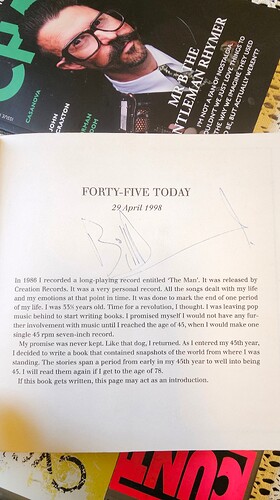 CASANOVA
JOHN
CRAXTON
MR.B THE
GENTLEMAN RHYMER
FORTY-FIVE TODAY
29 April 1998
In 1986 I recorded a long-playing record entitled ‘The Man’. It was released by
Creation Records. It was a very personal record. All the songs dealt with my life
and my emotions at that point in time. It was done to mark the end of one period
of my life. I was 33⅓ years old. Time for a revolution, I thought. I was leaving pop
music behind to start writing books. I promised myself I would not have any fur-
ther involvement with music until I reached the age of 45, when I would make one
single 45 rpm seven-inch record.
My promise was never kept. Like that dog, I returned. As I entered my 45th year,
I decided to write a book that contained snapshots of the world from where I was
standing. The stories span a period from early in my 45th year to well into being
45. I will read them again if I get to the age of 78.
If this book gets written, this page may act as an introduction.